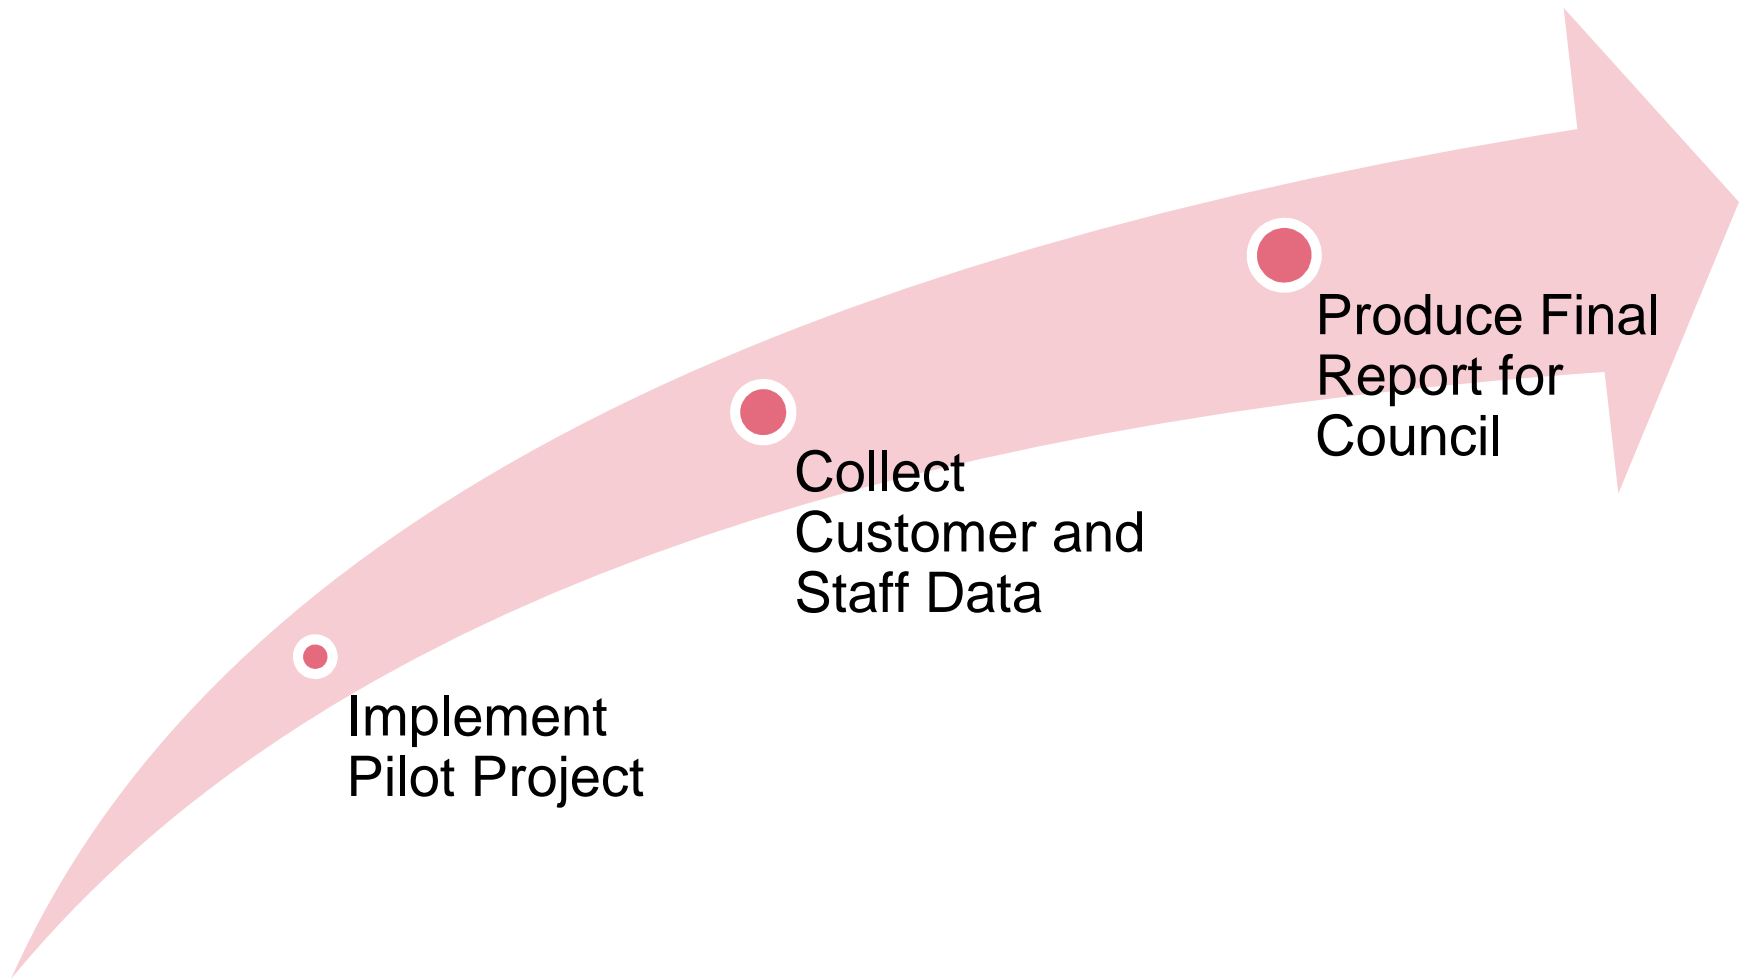 Implement
Pilot Project
Collect
Customer and
Staff Data
Produce Final
Report for
Council